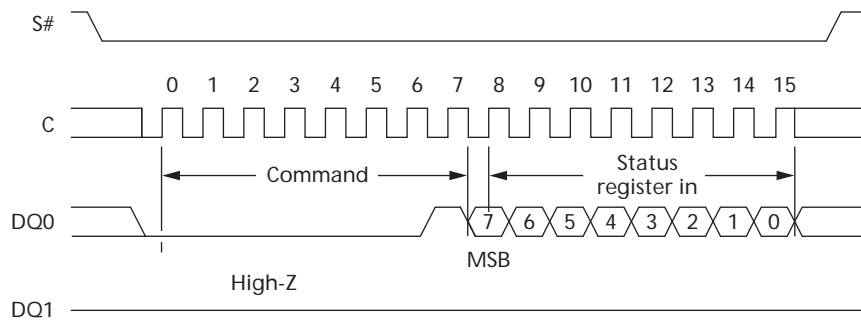 S#
0 1 2 3 4 5 6 7 8 9 10 11 12 13 14 15
C
Command
Status
register in
DQ0
7 6 5 4 3 2 1 0
MSB
High-Z
DQ1